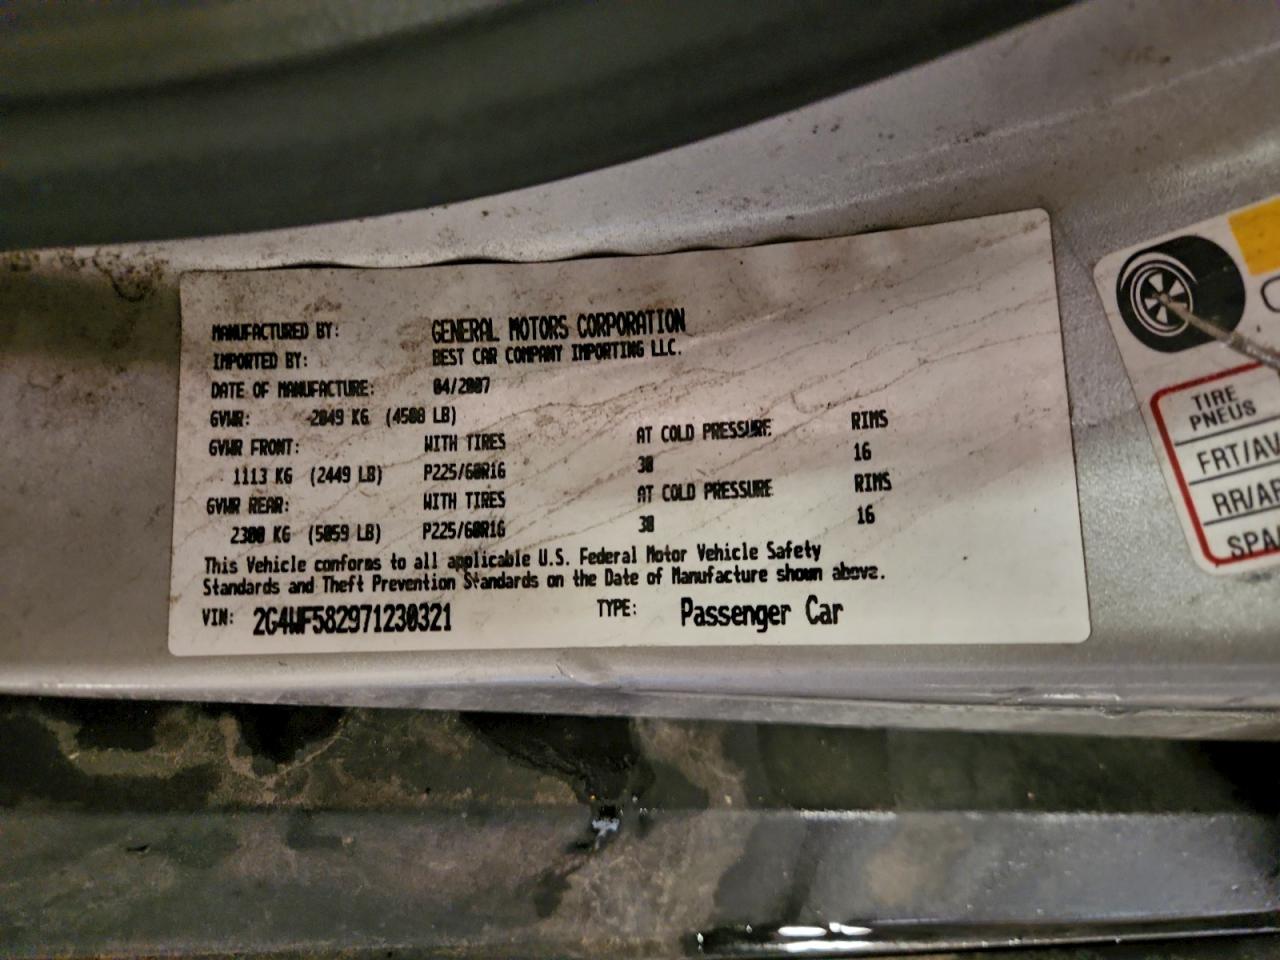 MANUFACTURED BY: GENERAL MOTORS CORPORATION
IMPORTED BY: BEST CAR COMPANY IMPORTING LLC.
DATE OF MANUFACTURE: 04/2007
GVWR: 2049 KG (4508 LB)
GVWR FRONT: WITH TIRES AT COLD PRESSURE RIMS
1113 KG (2449 LB) P225/60R16 30 16
GVWR REAR: WITH TIRES AT COLD PRESSURE RIMS
2300 KG (5059 LB) P225/60R16 30 16
This Vehicle conforms to all applicable U.S. Federal Motor Vehicle Safety
Standards and Theft Prevention Standards on the Date of Manufacture shown above.
VIN: 2G4WF582971230321 TYPE: Passenger Car
TIRE
PNEUS
FRT/AV
RR/AR
SPA